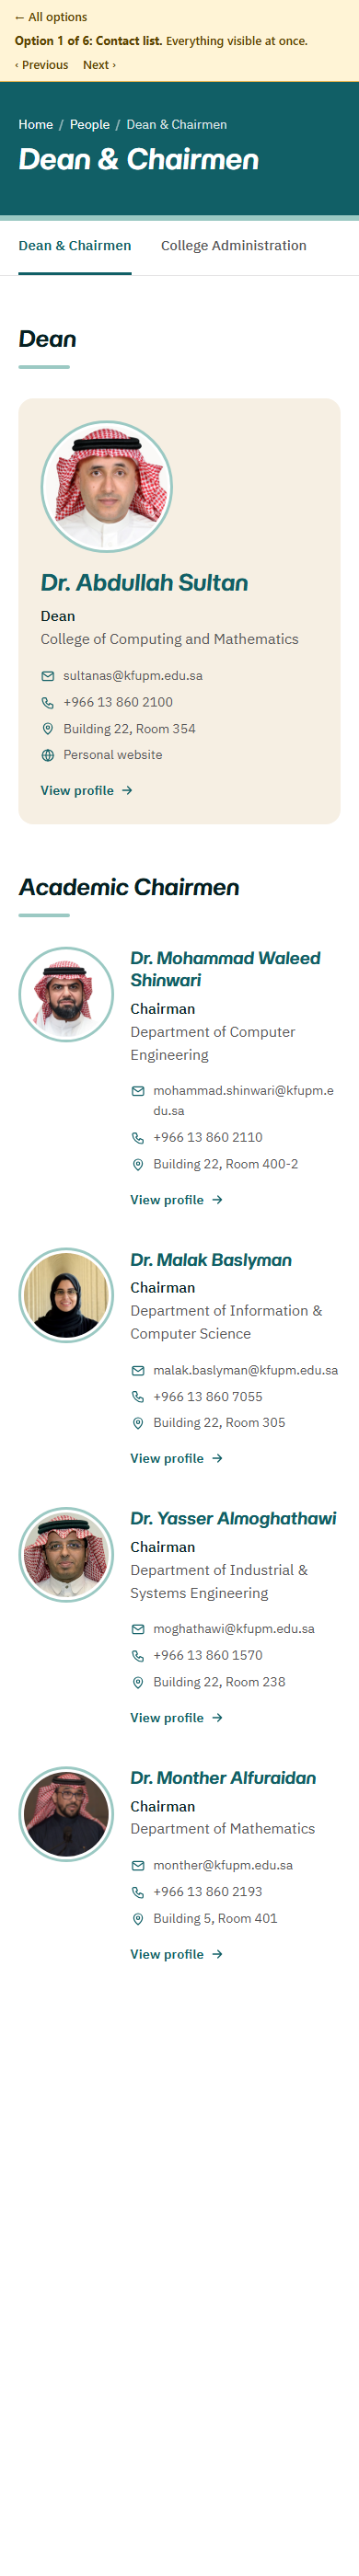 ← All options
Option 1 of 6: Contact list. Everything visible at once.
‹ Previous Next ›
Home / People / Dean & Chairmen
Dean & Chairmen
Dean & Chairmen College Administration
Dean
Dr. Abdullah Sultan
Dean
College of Computing and Mathematics
sultanas@kfupm.edu.sa
+966 13 860 2100
Building 22, Room 354
Personal website
View profile →
Academic Chairmen
Dr. Mohammad Waleed
Shinwari
Chairman
Department of Computer
Engineering
mohammad.shinwari@kfupm.e
du.sa
+966 13 860 2110
Building 22, Room 400-2
View profile →
Dr. Malak Baslyman
Chairman
Department of Information &
Computer Science
malak.baslyman@kfupm.edu.sa
+966 13 860 7055
Building 22, Room 305
View profile →
Dr. Yasser Almoghathawi
Chairman
Department of Industrial &
Systems Engineering
moghathawi@kfupm.edu.sa
+966 13 860 1570
Building 22, Room 238
View profile →
Dr. Monther Alfuraidan
Chairman
Department of Mathematics
monther@kfupm.edu.sa
+966 13 860 2193
Building 5, Room 401
View profile →